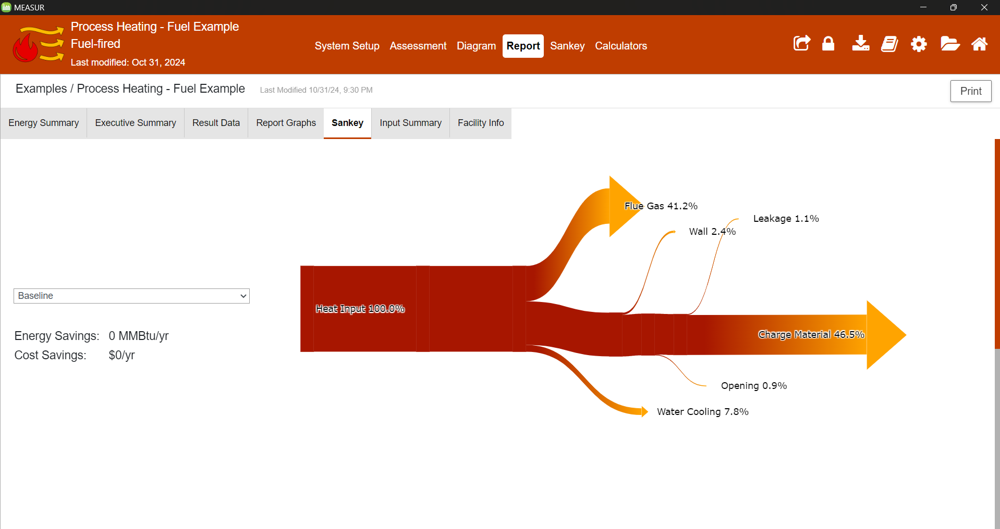 MEASUR
Process Heating - Fuel Example
Fuel-fired
Last modified: Oct 31, 2024
System Setup Assessment Diagram Report Sankey Calculators
Examples / Process Heating - Fuel Example Last Modified 10/31/24, 9:30 PM
Print
Energy Summary Executive Summary Result Data Report Graphs Sankey Input Summary Facility Info
Baseline
Energy Savings: 0 MMBtu/yr
Cost Savings: $0/yr
Flue Gas 41.2%
Leakage 1.1%
Wall 2.4%
Heat Input 100.0%
Charge Material 46.5%
Opening 0.9%
Water Cooling 7.8%